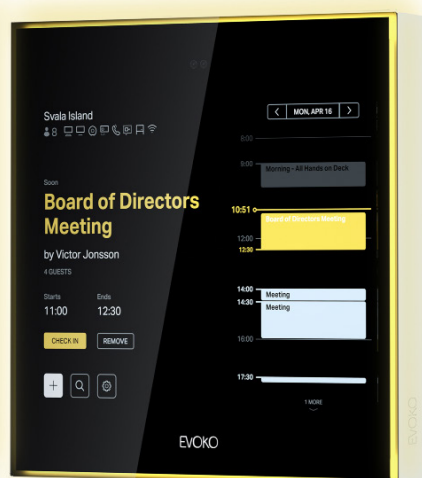 Svala Island
8
Soon
Board of Directors
Meeting
by Victor Jonsson
4 GUESTS
Starts
Ends
11:00
12:30
CHECK IN
REMOVE
MON, APR 16
8:00
9:00
Morning - All Hands on Deck
10:51
Board of Directors Meeting
12:00
12:30
14:00
Meeting
14:30
Meeting
16:00
17:30
1 MORE
EVOKO
EVOKO